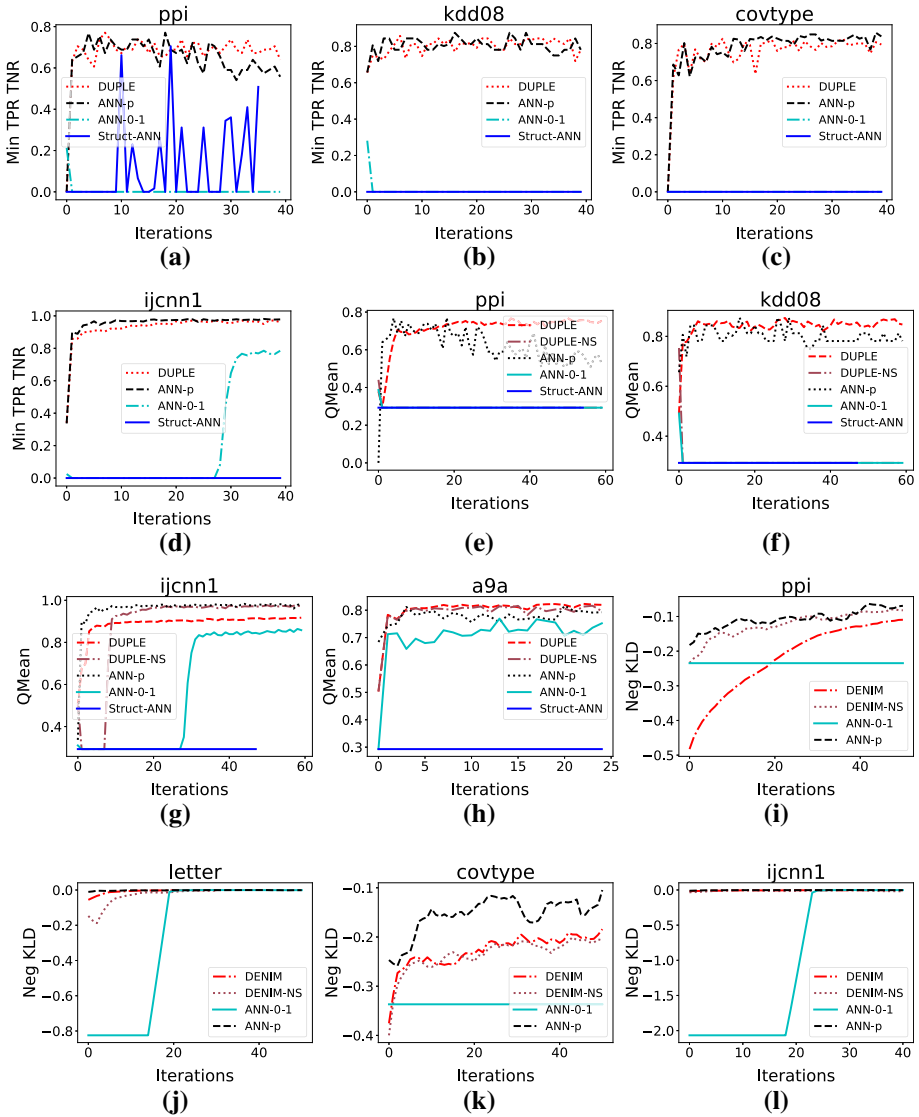 ppi
Min TPR TNR
0.8
0.6
0.4
0.2
0.0
DUPLE
ANN-p
ANN-0-1
Struct-ANN
0 10 20 30 40
Iterations
(a)
kdd08
Min TPR TNR
0.8
0.6
0.4
0.2
0.0
DUPLE
ANN-p
ANN-0-1
Struct-ANN
0 10 20 30 40
Iterations
(b)
covtype
Min TPR TNR
0.8
0.6
0.4
0.2
0.0
DUPLE
ANN-p
ANN-0-1
Struct-ANN
0 10 20 30 40
Iterations
(c)
ijcnn1
Min TPR TNR
1.0
0.8
0.6
0.4
0.2
0.0
DUPLE
ANN-p
ANN-0-1
Struct-ANN
0 10 20 30 40
Iterations
(d)
ppi
QMean
0.8
0.6
0.4
0.2
0.0
DUPLE
DUPLE-NS
ANN-p
ANN-0-1
Struct-ANN
0 20 40 60
Iterations
(e)
kdd08
QMean
0.8
0.6
0.4
DUPLE
DUPLE-NS
ANN-p
ANN-0-1
Struct-ANN
0 20 40 60
Iterations
(f)
ijcnn1
QMean
1.0
0.8
0.6
0.4
DUPLE
DUPLE-NS
ANN-p
ANN-0-1
Struct-ANN
0 20 40 60
Iterations
(g)
a9a
QMean
0.8
0.7
0.6
0.5
0.4
0.3
DUPLE
DUPLE-NS
ANN-p
ANN-0-1
Struct-ANN
0 5 10 15 20 25
Iterations
(h)
ppi
Neg KLD
−0.1
−0.2
−0.3
−0.4
−0.5
DENIM
DENIM-NS
ANN-0-1
ANN-p
0 20 40
Iterations
(i)
letter
Neg KLD
0.0
−0.2
−0.4
−0.6
−0.8
DENIM
DENIM-NS
ANN-0-1
ANN-p
0 20 40
Iterations
(j)
covtype
Neg KLD
−0.1
−0.2
−0.3
−0.4
DENIM
DENIM-NS
ANN-0-1
ANN-p
0 20 40
Iterations
(k)
ijcnn1
Neg KLD
0.0
−0.5
−1.0
−1.5
−2.0
DENIM
DENIM-NS
ANN-0-1
ANN-p
0 10 20 30 40
Iterations
(l)